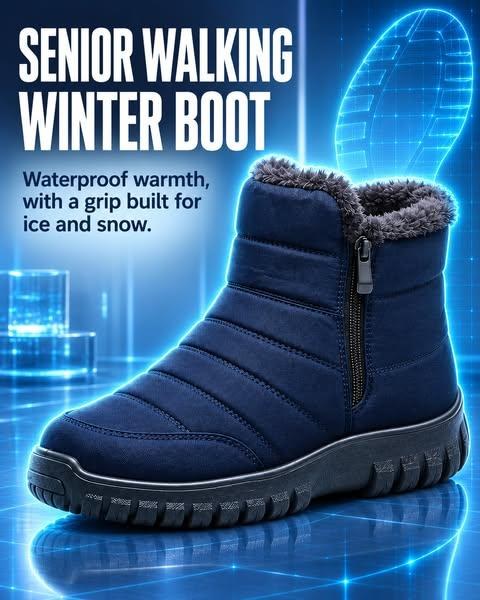 SENIOR WALKING
WINTER BOOT
Waterproof warmth,
with a grip built for
ice and snow.